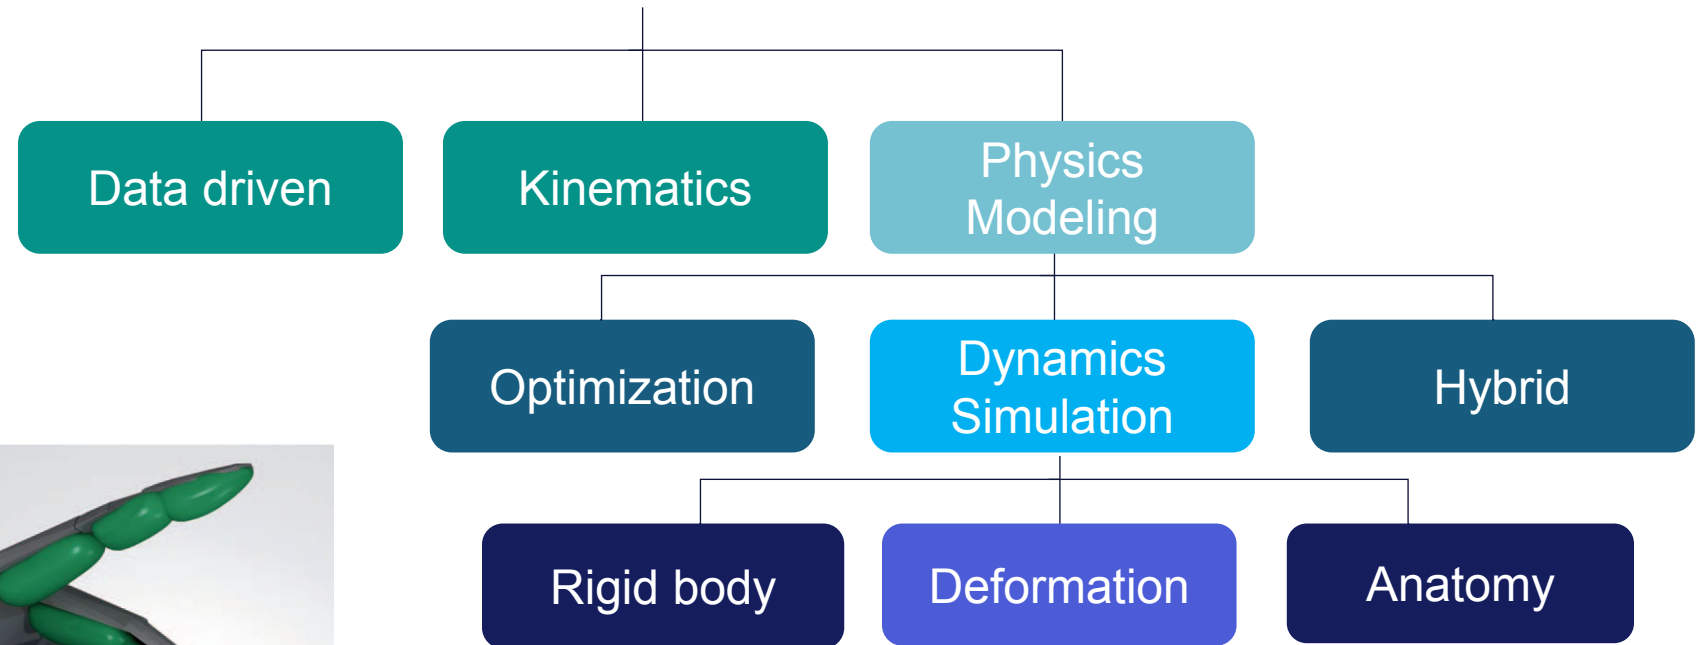 Data driven
Kinematics
Physics
Modeling
Optimization
Dynamics
Simulation
Hybrid
Rigid body
Deformation
Anatomy